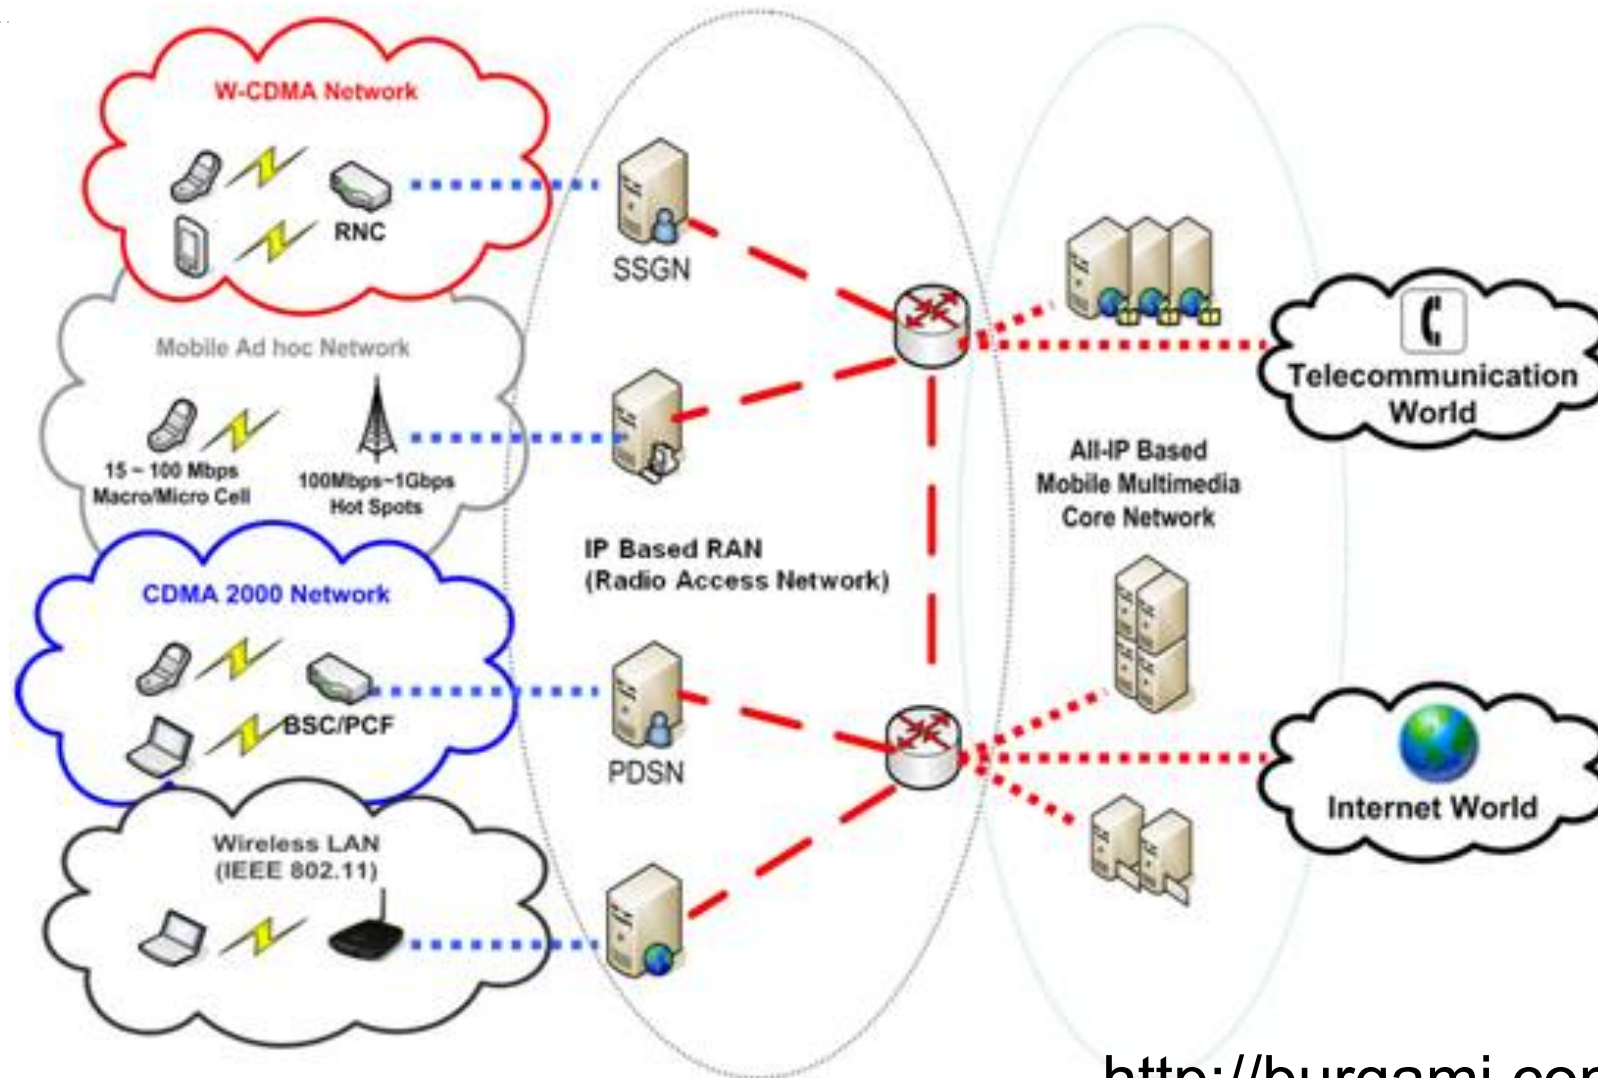 W-CDMA Network
RNC
SSGN
Mobile Ad hoc Network
15 ~ 100 Mbps
Macro/Micro Cell
100Mbps~1Gbps
Hot Spots
IP Based RAN
(Radio Access Network)
CDMA 2000 Network
BSC/PCF
PDSN
Wireless LAN
(IEEE 802.11)
All-IP Based
Mobile Multimedia
Core Network
Telecommunication
World
Internet World